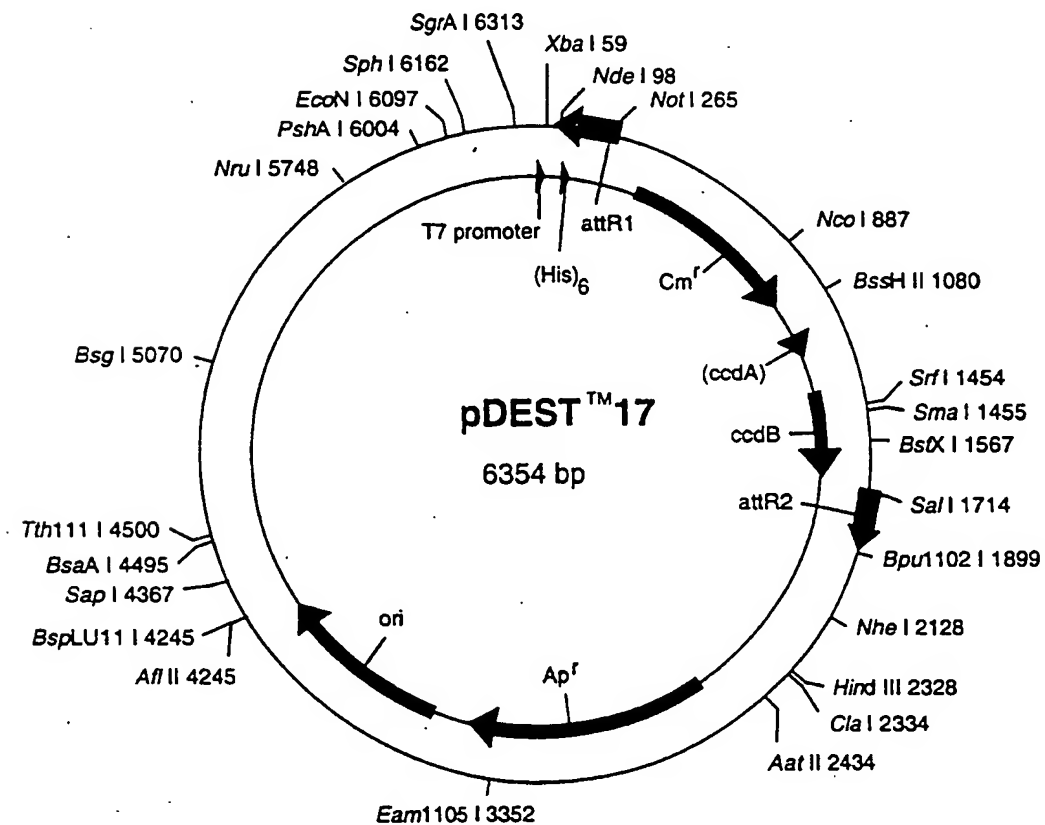 SgrA I 6313
Xba I 59
Sph I 6162
Nde I 98
EcoN I 6097
Not I 265
PshA I 6004
Nru I 5748
T7 promoter
attR1
(His)6
Nco I 887
Cmr
BssH II 1080
Bsg I 5070
(ccdA)
Srf I 1454
pDEST™17
Sma I 1455
ccdB
BstX I 1567
6354 bp
attR2
Sal I 1714
Tth111 I 4500
Bpu1102 I 1899
BsaA I 4495
Sap I 4367
ori
Nhe I 2128
BspLU11 I 4245
Afl II 4245
Apr
Hind III 2328
Cla I 2334
Aat II 2434
Eam1105 I 3352